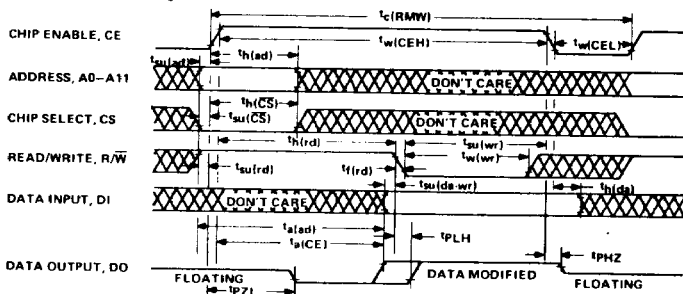 tc(RMW)
CHIP ENABLE, CE
tw(CEH)
tw(CEL)
tsu(ad)
th(ad)
ADDRESS, A0–A11
DON'T CARE
th(CS)
CHIP SELECT, CS
tsu(CS)
DON'T CARE
th(rd)
tsu(wr)
READ/WRITE, R/W
tw(wr)
tsu(rd)
tf(rd)
tsu(da-wr)
th(da)
DATA INPUT, DI
DON'T CARE
ta(ad)
ta(CE)
tPLH
tPHZ
DATA OUTPUT, DO
FLOATING
DATA MODIFIED
FLOATING
tPZL